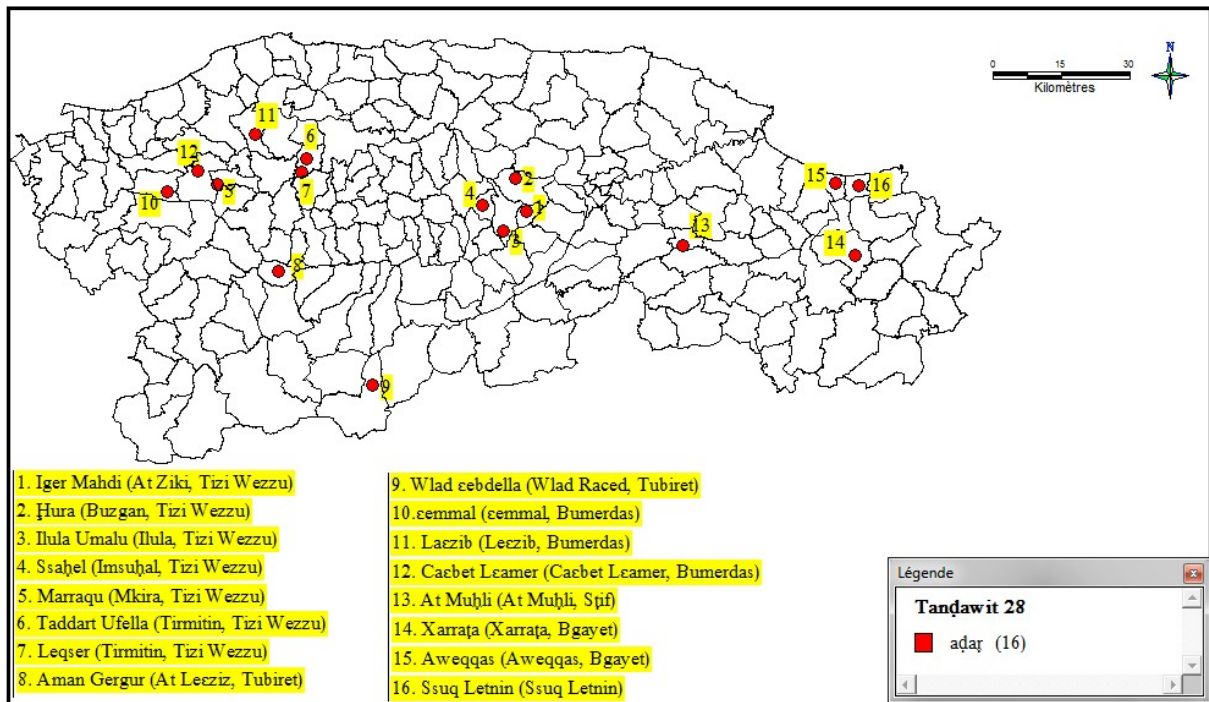 N
0 15 30
Kilomètres
11
6
12
7
5
10
2
4
1
3
15
16
13
14
8
9
1. Iger Mahdi (At Ziki, Tizi Wezzu)
2. Ḥura (Buzgan, Tizi Wezzu)
3. Ilula Umalu (Ilula, Tizi Wezzu)
4. Ssaḥel (Imsuḥal, Tizi Wezzu)
5. Marraqu (Mkira, Tizi Wezzu)
6. Taddart Ufella (Tirmitin, Tizi Wezzu)
7. Leqser (Tirmitin, Tizi Wezzu)
8. Aman Gergur (At Leɛziz, Tubiret)
9. Wlad ɛebdella (Wlad Raced, Tubiret)
10.ɛemmal (ɛemmal, Bumerdas)
11. Laɛzib (Leɛzib, Bumerdas)
12. Caɛbet Lɛamer (Caɛbet Lɛamer, Bumerdas)
13. At Muḥli (At Muḥli, Sṭif)
14. Xarraṭa (Xarraṭa, Bgayet)
15. Aweqqas (Aweqqas, Bgayet)
16. Ssuq Letnin (Ssuq Letnin)
Légende
Tanḍawit 28
aḍaṛ (16)